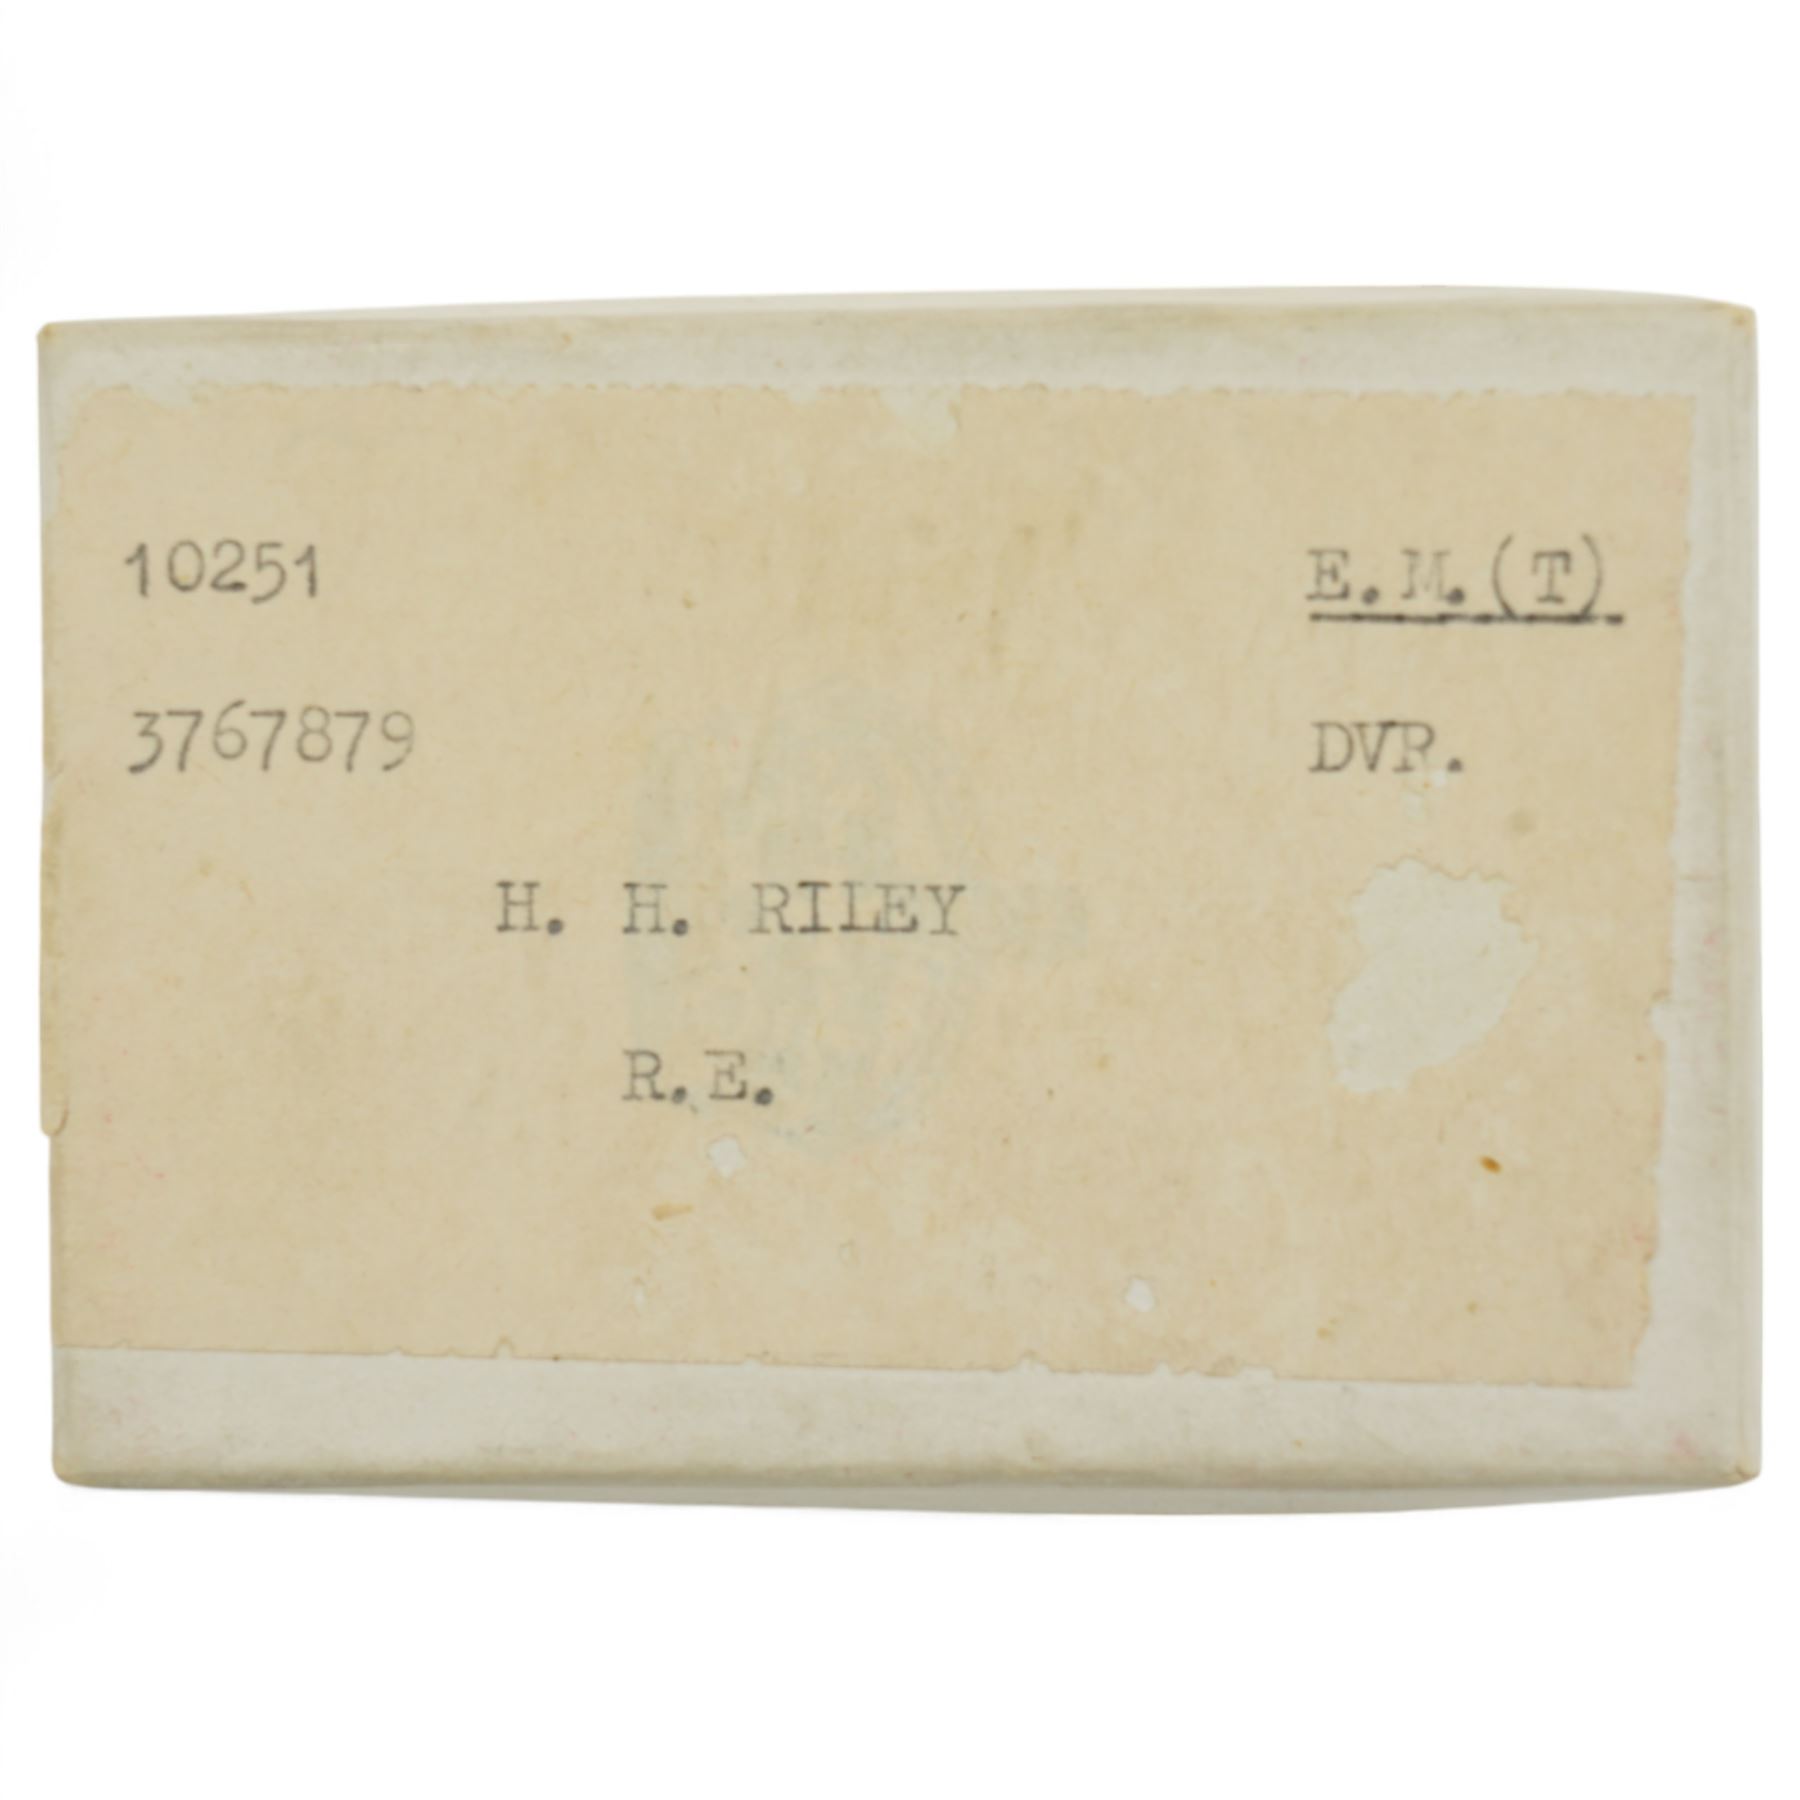 10251 E.M.(T)
3767879 DVR.
H. H. RILEY
R.E.